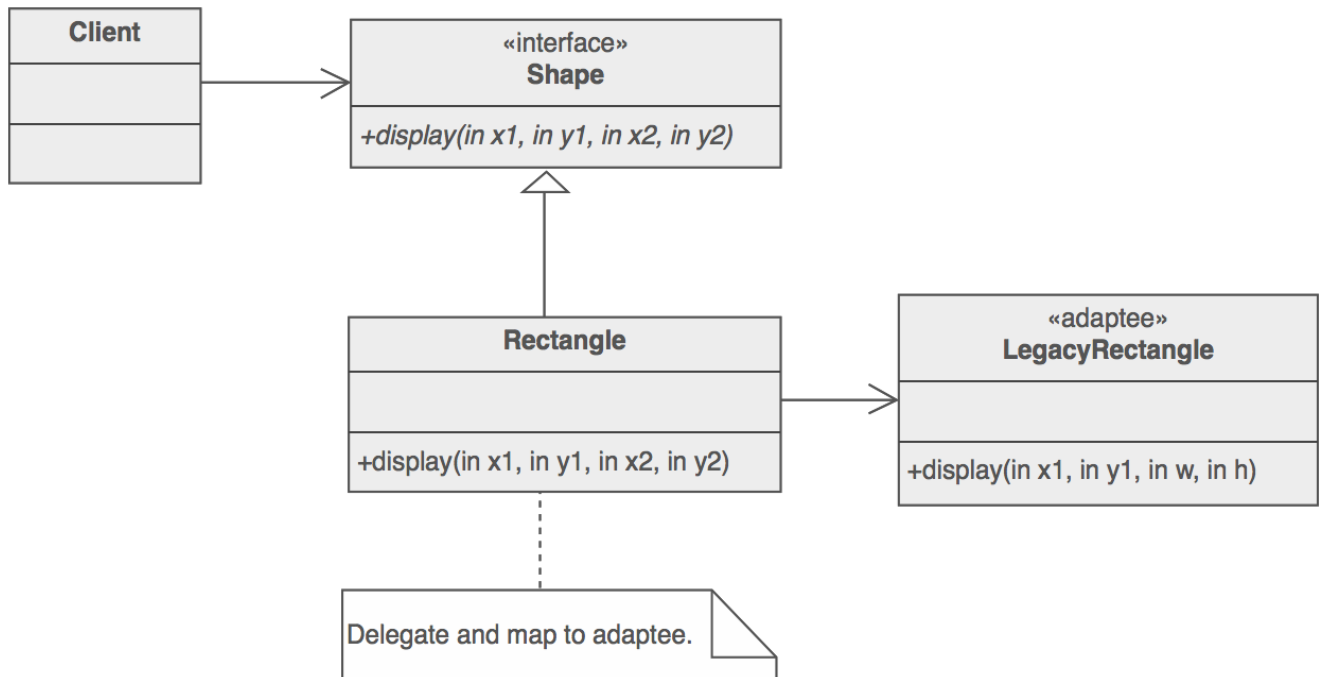 Client
«interface»
Shape
+display(in x1, in y1, in x2, in y2)
Rectangle
+display(in x1, in y1, in x2, in y2)
«adaptee»
LegacyRectangle
+display(in x1, in y1, in w, in h)
Delegate and map to adaptee.